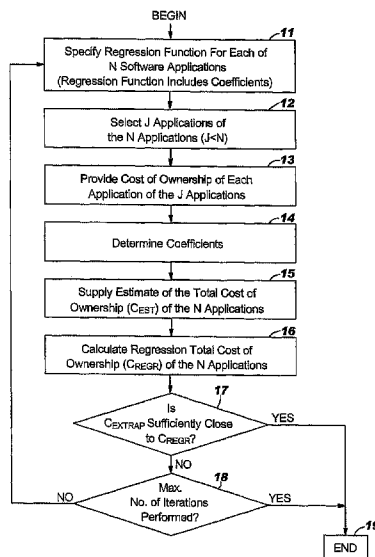 BEGIN
11
Specify Regression Function For Each of
N Software Applications
(Regression Function Includes Coefficients)
12
Select J Applications of
the N Applications (J<N)
13
Provide Cost of Ownership of Each
Application of the J Applications
14
Determine Coefficients
15
Supply Estimate of the Total Cost of
Ownership (CEST) of the N Applications
16
Calculate Regression Total Cost of
Ownership (CREGR) of the N Applications
17
Is
CEXTRAP Sufficiently Close
to CREGR?
YES
NO
18
Max.
No. of Iterations
Performed?
NO
YES
19
END